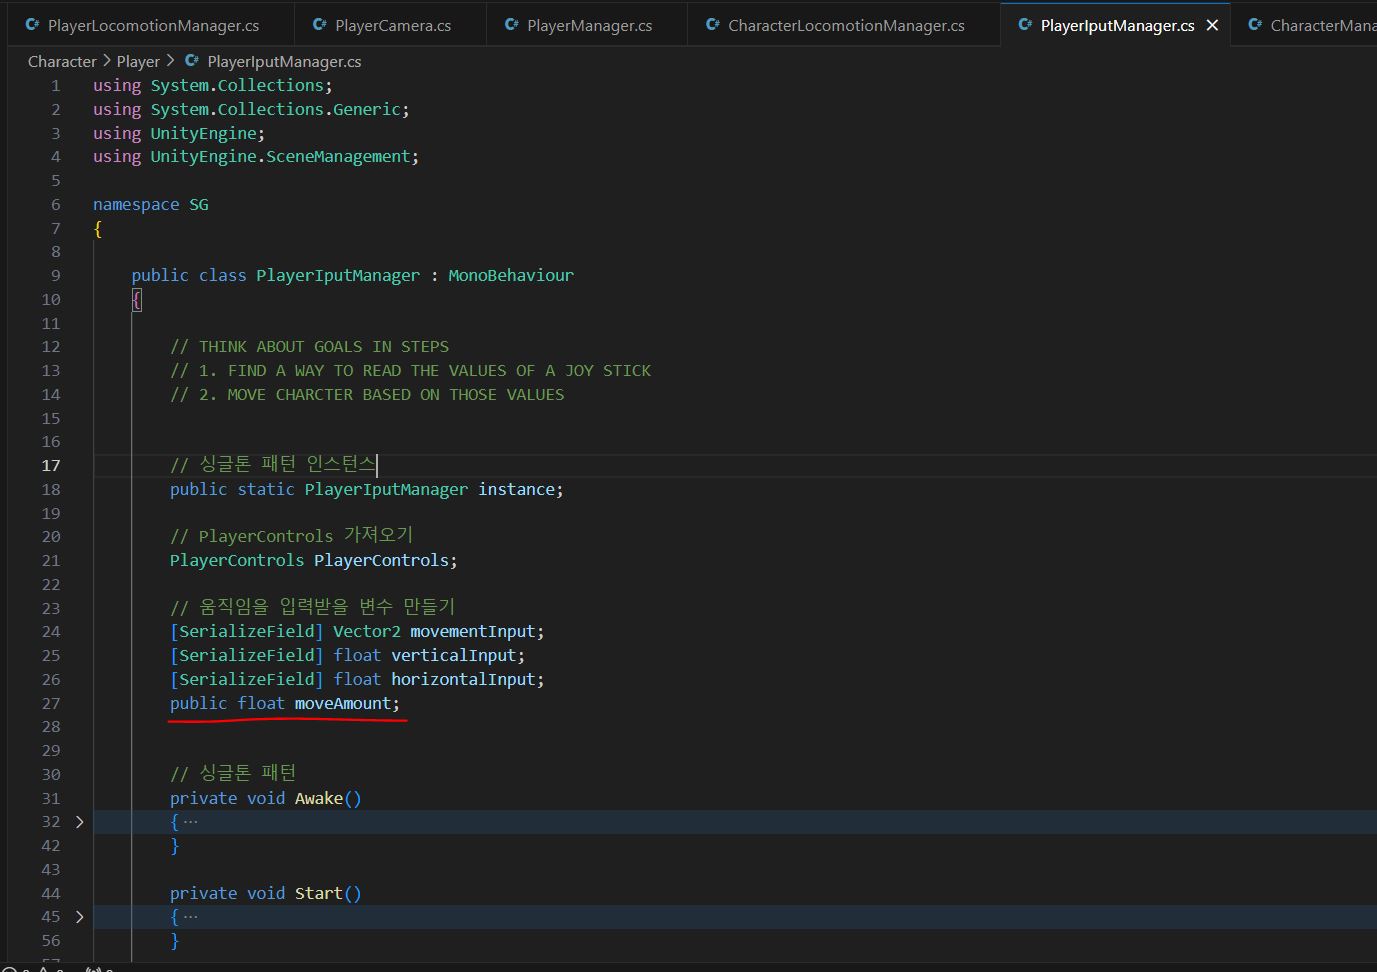 C# PlayerLocomotionManager.cs C# PlayerCamera.cs C# PlayerManager.cs C# CharacterLocomotionManager.cs C# PlayerIputManager.cs × C# CharacterMana
Character > Player > C# PlayerIputManager.cs
1 using System.Collections;
2 using System.Collections.Generic;
3 using UnityEngine;
4 using UnityEngine.SceneManagement;
5
6 namespace SG
7 {
8
9 public class PlayerIputManager : MonoBehaviour
10 {
11
12 // THINK ABOUT GOALS IN STEPS
13 // 1. FIND A WAY TO READ THE VALUES OF A JOY STICK
14 // 2. MOVE CHARCTER BASED ON THOSE VALUES
15
16
17 // 싱글톤 패턴 인스턴스
18 public static PlayerIputManager instance;
19
20 // PlayerControls 가져오기
21 PlayerControls PlayerControls;
22
23 // 움직임을 입력받을 변수 만들기
24 [SerializeField] Vector2 movementInput;
25 [SerializeField] float verticalInput;
26 [SerializeField] float horizontalInput;
27 public float moveAmount;
28
29
30 // 싱글톤 패턴
31 private void Awake()
32 > { ···
42 }
43
44 private void Start()
45 > { ···
56 }